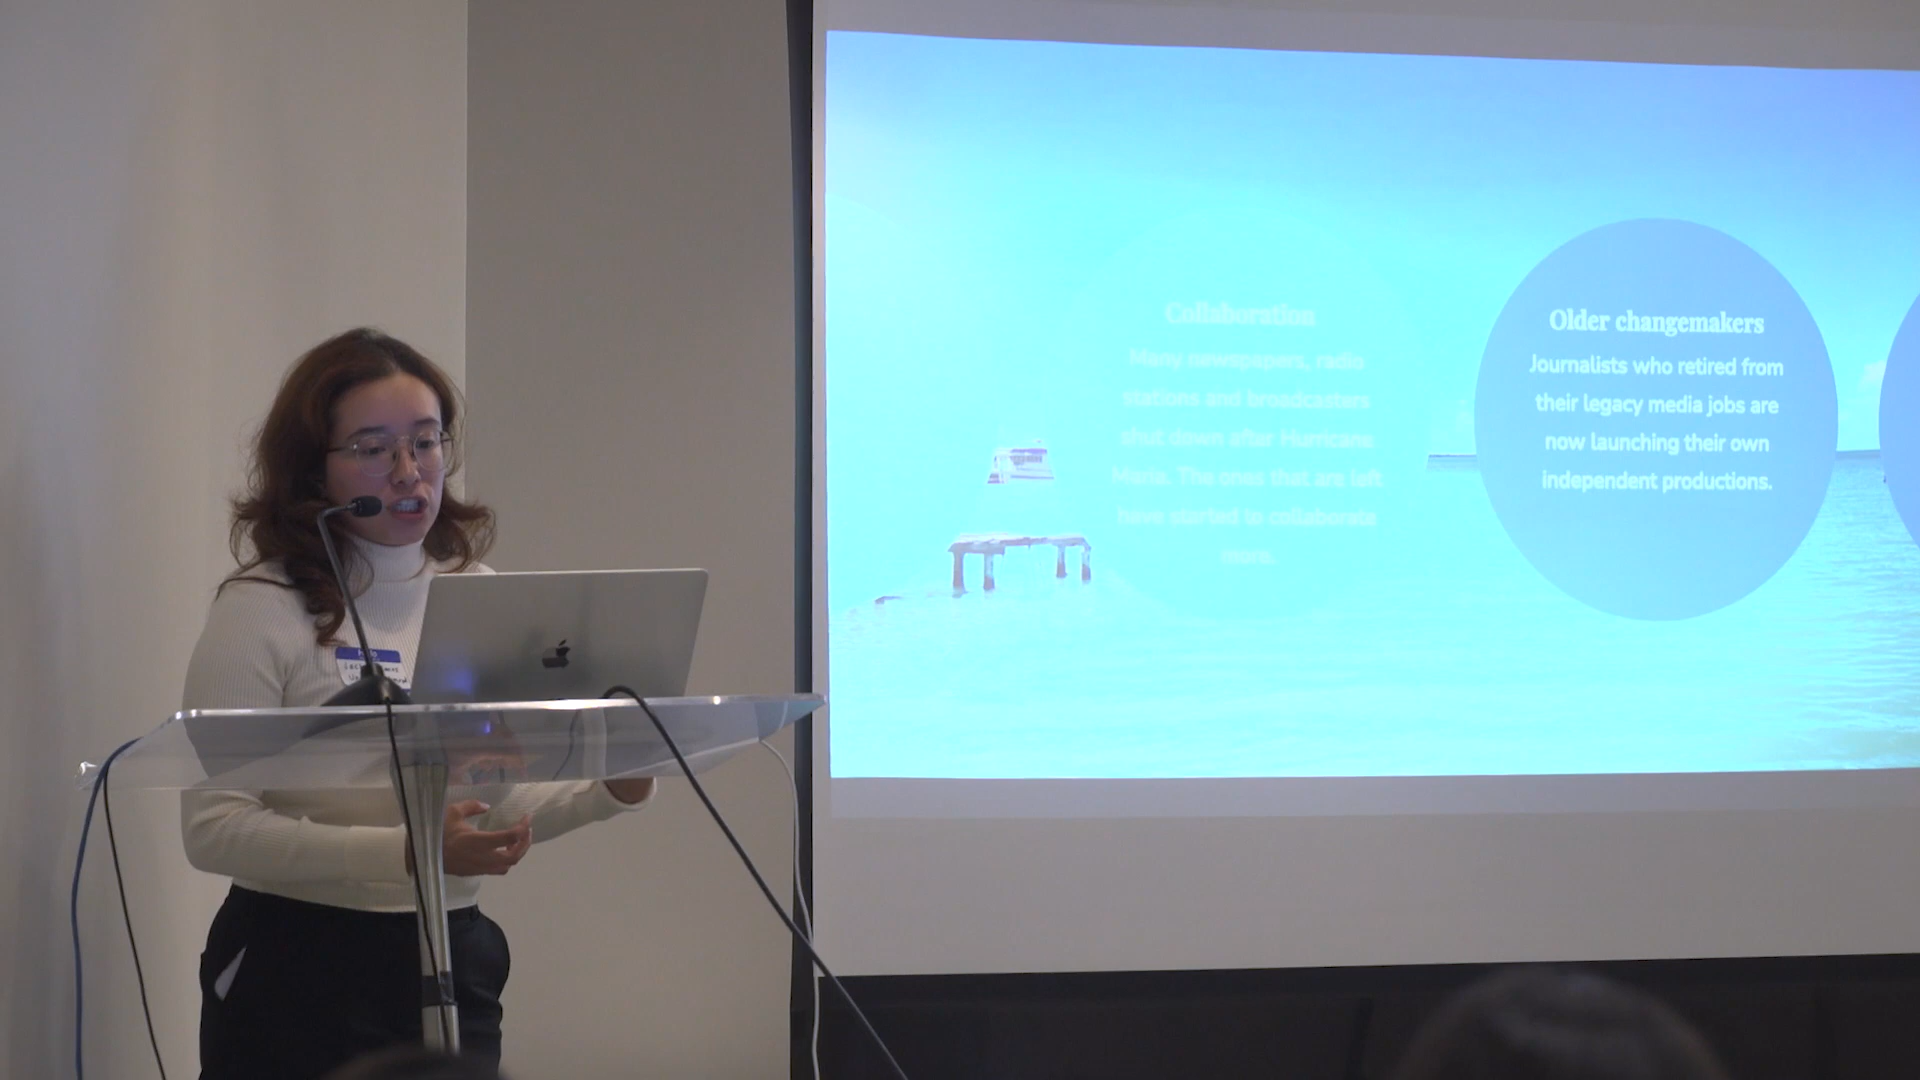 Collaboration
Many newspapers, radio
stations and broadcasters
shut down after Hurricane
Maria. The ones that are left
have started to collaborate
more.
Older changemakers
Journalists who retired from
their legacy media jobs are
now launching their own
independent productions.